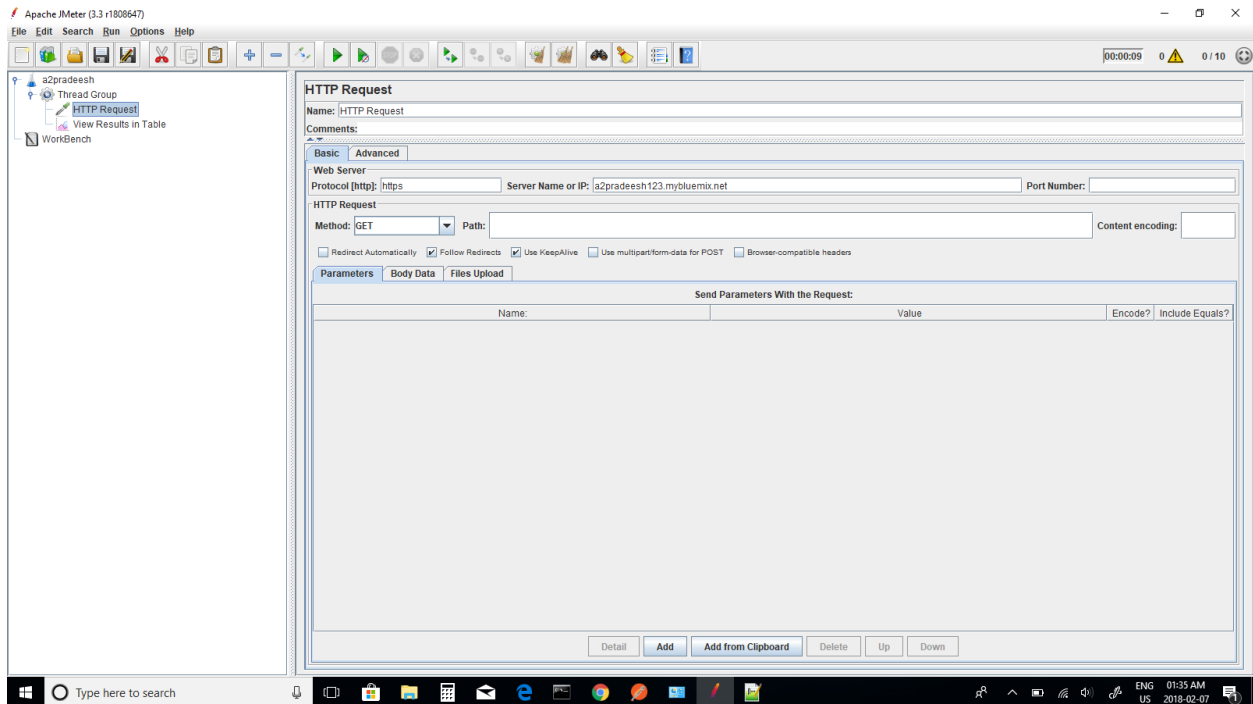 Apache JMeter (3.3 r1808647)
File Edit Search Run Options Help
00:00:09 0 0 / 10
a2pradeesh
Thread Group
HTTP Request
View Results in Table
WorkBench
HTTP Request
Name: HTTP Request
Comments:
Basic Advanced
Web Server
Protocol [http]: https Server Name or IP: a2pradeesh123.mybluemix.net Port Number:
HTTP Request
Method: GET Path: Content encoding:
Redirect Automatically Follow Redirects Use KeepAlive Use multipart/form-data for POST Browser-compatible headers
Parameters Body Data Files Upload
Send Parameters With the Request:
Name: Value Encode? Include Equals?
Detail Add Add from Clipboard Delete Up Down
Type here to search
ENG 01:35 AM
US 2018-02-07